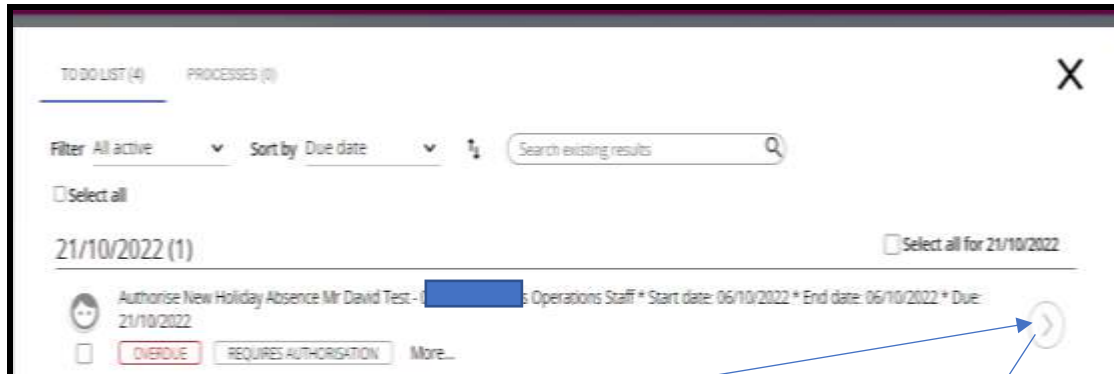 TO DO LIST (4) PROCESSES (0) X
Filter All active Sort by Due date Search existing results
Select all
21/10/2022 (1) Select all for 21/10/2022
Authorise New Holiday Absence Mr David Test - s Operations Staff * Start date: 06/10/2022 * End date: 06/10/2022 * Due:
21/10/2022
OVERDUE REQUIRES AUTHORISATION More...